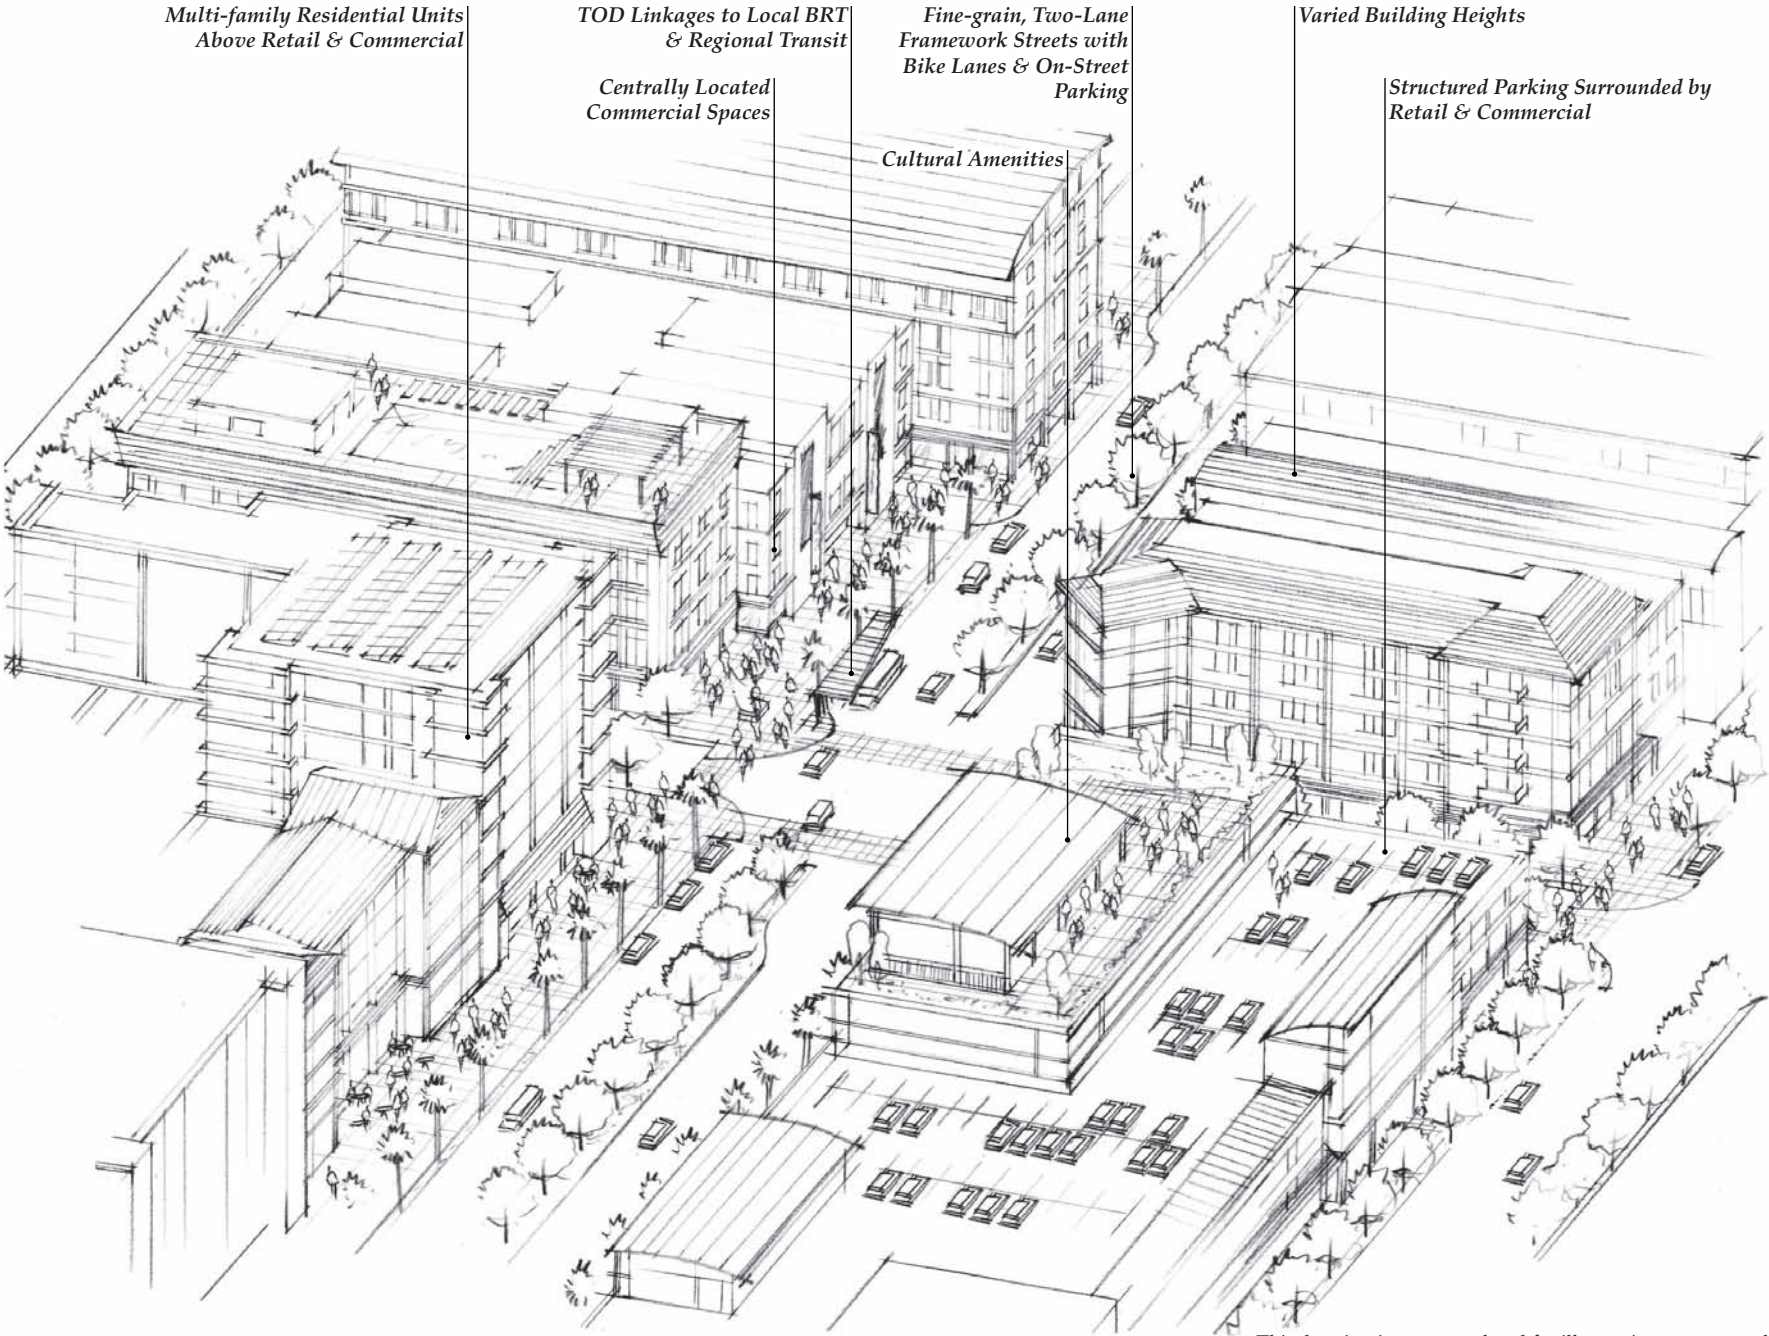 Multi-family Residential Units
Above Retail & Commercial
TOD Linkages to Local BRT
& Regional Transit
Centrally Located
Commercial Spaces
Fine-grain, Two-Lane
Framework Streets with
Bike Lanes & On-Street
Parking
Cultural Amenities
Varied Building Heights
Structured Parking Surrounded by
Retail & Commercial